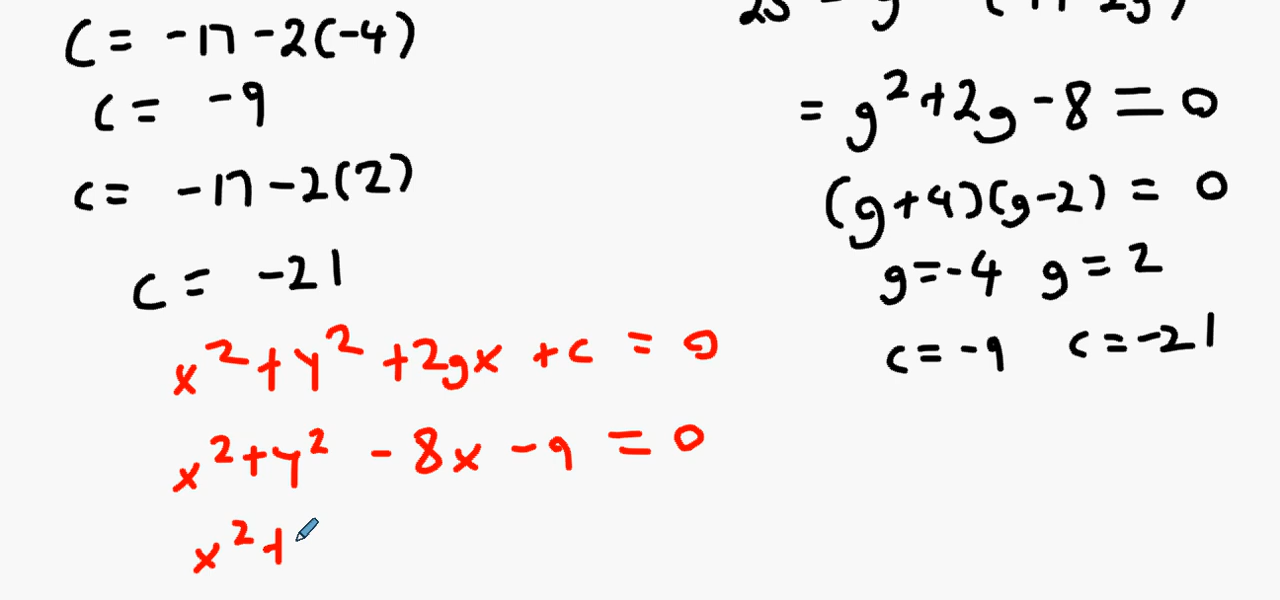 C = -17 - 2(-4)
c = -9
c = -17 - 2(2)
c = -21
x² + y² + 2gx + c = 0
x² + y² - 8x - 9 = 0
x² +
= g² + 2g - 8 = 0
(g + 4)(g - 2) = 0
g = -4 g = 2
c = -9 c = -21